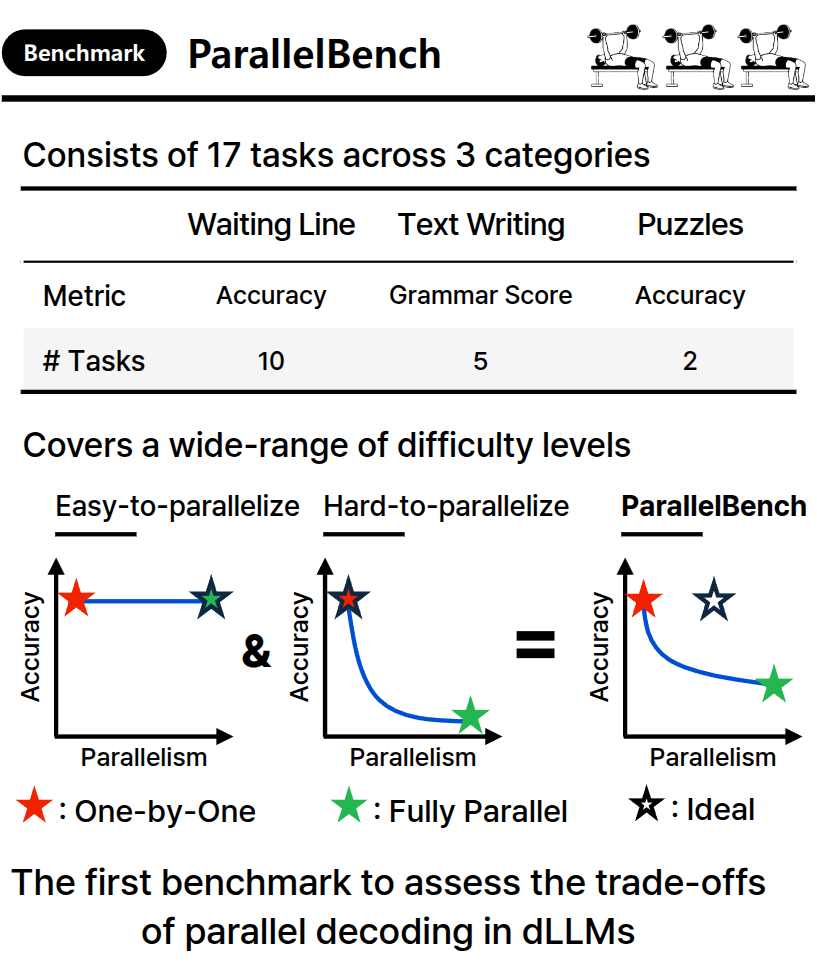 Benchmark ParallelBench
Consists of 17 tasks across 3 categories
Waiting Line Text Writing Puzzles
Metric Accuracy Grammar Score Accuracy
# Tasks 10 5 2
Covers a wide-range of difficulty levels
Easy-to-parallelize Hard-to-parallelize ParallelBench
Accuracy & Accuracy = Accuracy
Parallelism Parallelism Parallelism
: One-by-One : Fully Parallel : Ideal
The first benchmark to assess the trade-offs
of parallel decoding in dLLMs